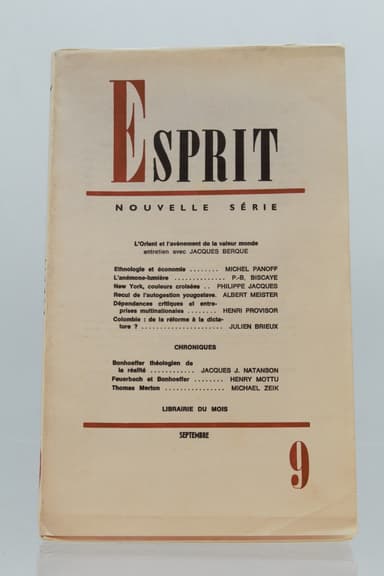 ESPRIT
NOUVELLE SÉRIE
L'Orient et l'avènement de la valeur monde
entretien avec JACQUES BERQUE
Ethnologie et économie ........ MICHEL PANOFF
L'anémone-lumière .............. P.-B. BISCAYE
New York, couleurs croisées .. PHILIPPE JACQUES
Recul de l'autogestion yougoslave. ALBERT MEISTER
Dépendances critiques et entre-
prises multinationales ........ HENRI PROVISOR
Colombie : de la réforme à la dicta-
ture ? ...................... JULIEN BRIEUX
CHRONIQUES
Bonhoeffer théologien de
la réalité ............ JACQUES J. NATANSON
Feuerbach et Bonhoeffer ........ HENRY MOTTU
Thomas Merton ................ MICHAEL ZEIK
LIBRAIRIE DU MOIS
SEPTEMBRE
9